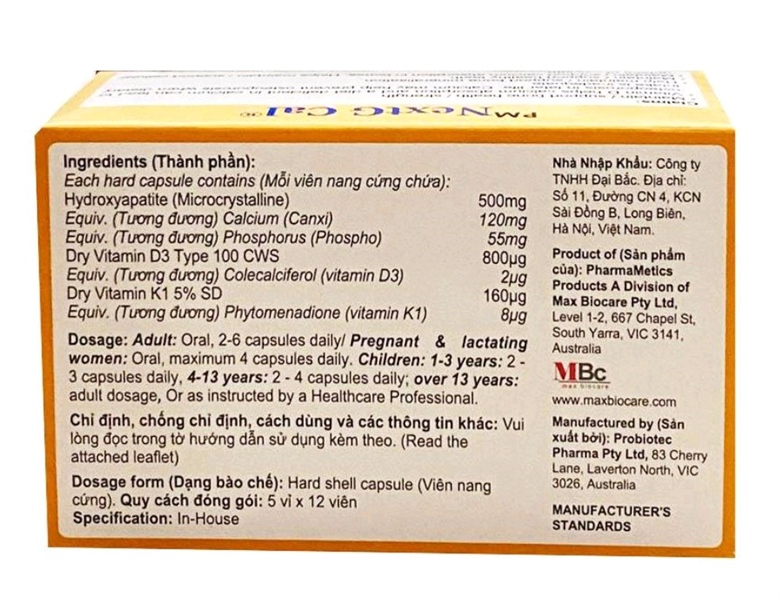 PM NextG Cal®
Ingredients (Thành phần):
Each hard capsule contains (Mỗi viên nang cứng chứa):
Hydroxyapatite (Microcrystalline) 500mg
Equiv. (Tương đương) Calcium (Canxi) 120mg
Equiv. (Tương đương) Phosphorus (Phospho) 55mg
Dry Vitamin D3 Type 100 CWS 800µg
Equiv. (Tương đương) Colecalciferol (vitamin D3) 2µg
Dry Vitamin K1 5% SD 160µg
Equiv. (Tương đương) Phytomenadione (vitamin K1) 8µg
Dosage: Adult: Oral, 2-6 capsules daily/ Pregnant & lactating
women: Oral, maximum 4 capsules daily. Children: 1-3 years: 2 -
3 capsules daily, 4-13 years: 2 - 4 capsules daily; over 13 years:
adult dosage, Or as instructed by a Healthcare Professional.
Chỉ định, chống chỉ định, cách dùng và các thông tin khác: Vui
lòng đọc trong tờ hướng dẫn sử dụng kèm theo. (Read the
attached leaflet)
Dosage form (Dạng bào chế): Hard shell capsule (Viên nang
cứng). Quy cách đóng gói: 5 vỉ x 12 viên
Specification: In-House
Nhà Nhập Khẩu: Công ty
TNHH Đại Bắc. Địa chỉ:
Số 11, Đường CN 4, KCN
Sài Đồng B, Long Biên,
Hà Nội, Việt Nam.
Product of (Sản phẩm
của): PharmaMetics
Products A Division of
Max Biocare Pty Ltd,
Level 1-2, 667 Chapel St,
South Yarra, VIC 3141,
Australia
MBc
max biocare
www.maxbiocare.com
Manufactured by (Sản
xuất bởi): Probiotec
Pharma Pty Ltd, 83 Cherry
Lane, Laverton North, VIC
3026, Australia
MANUFACTURER'S
STANDARDS